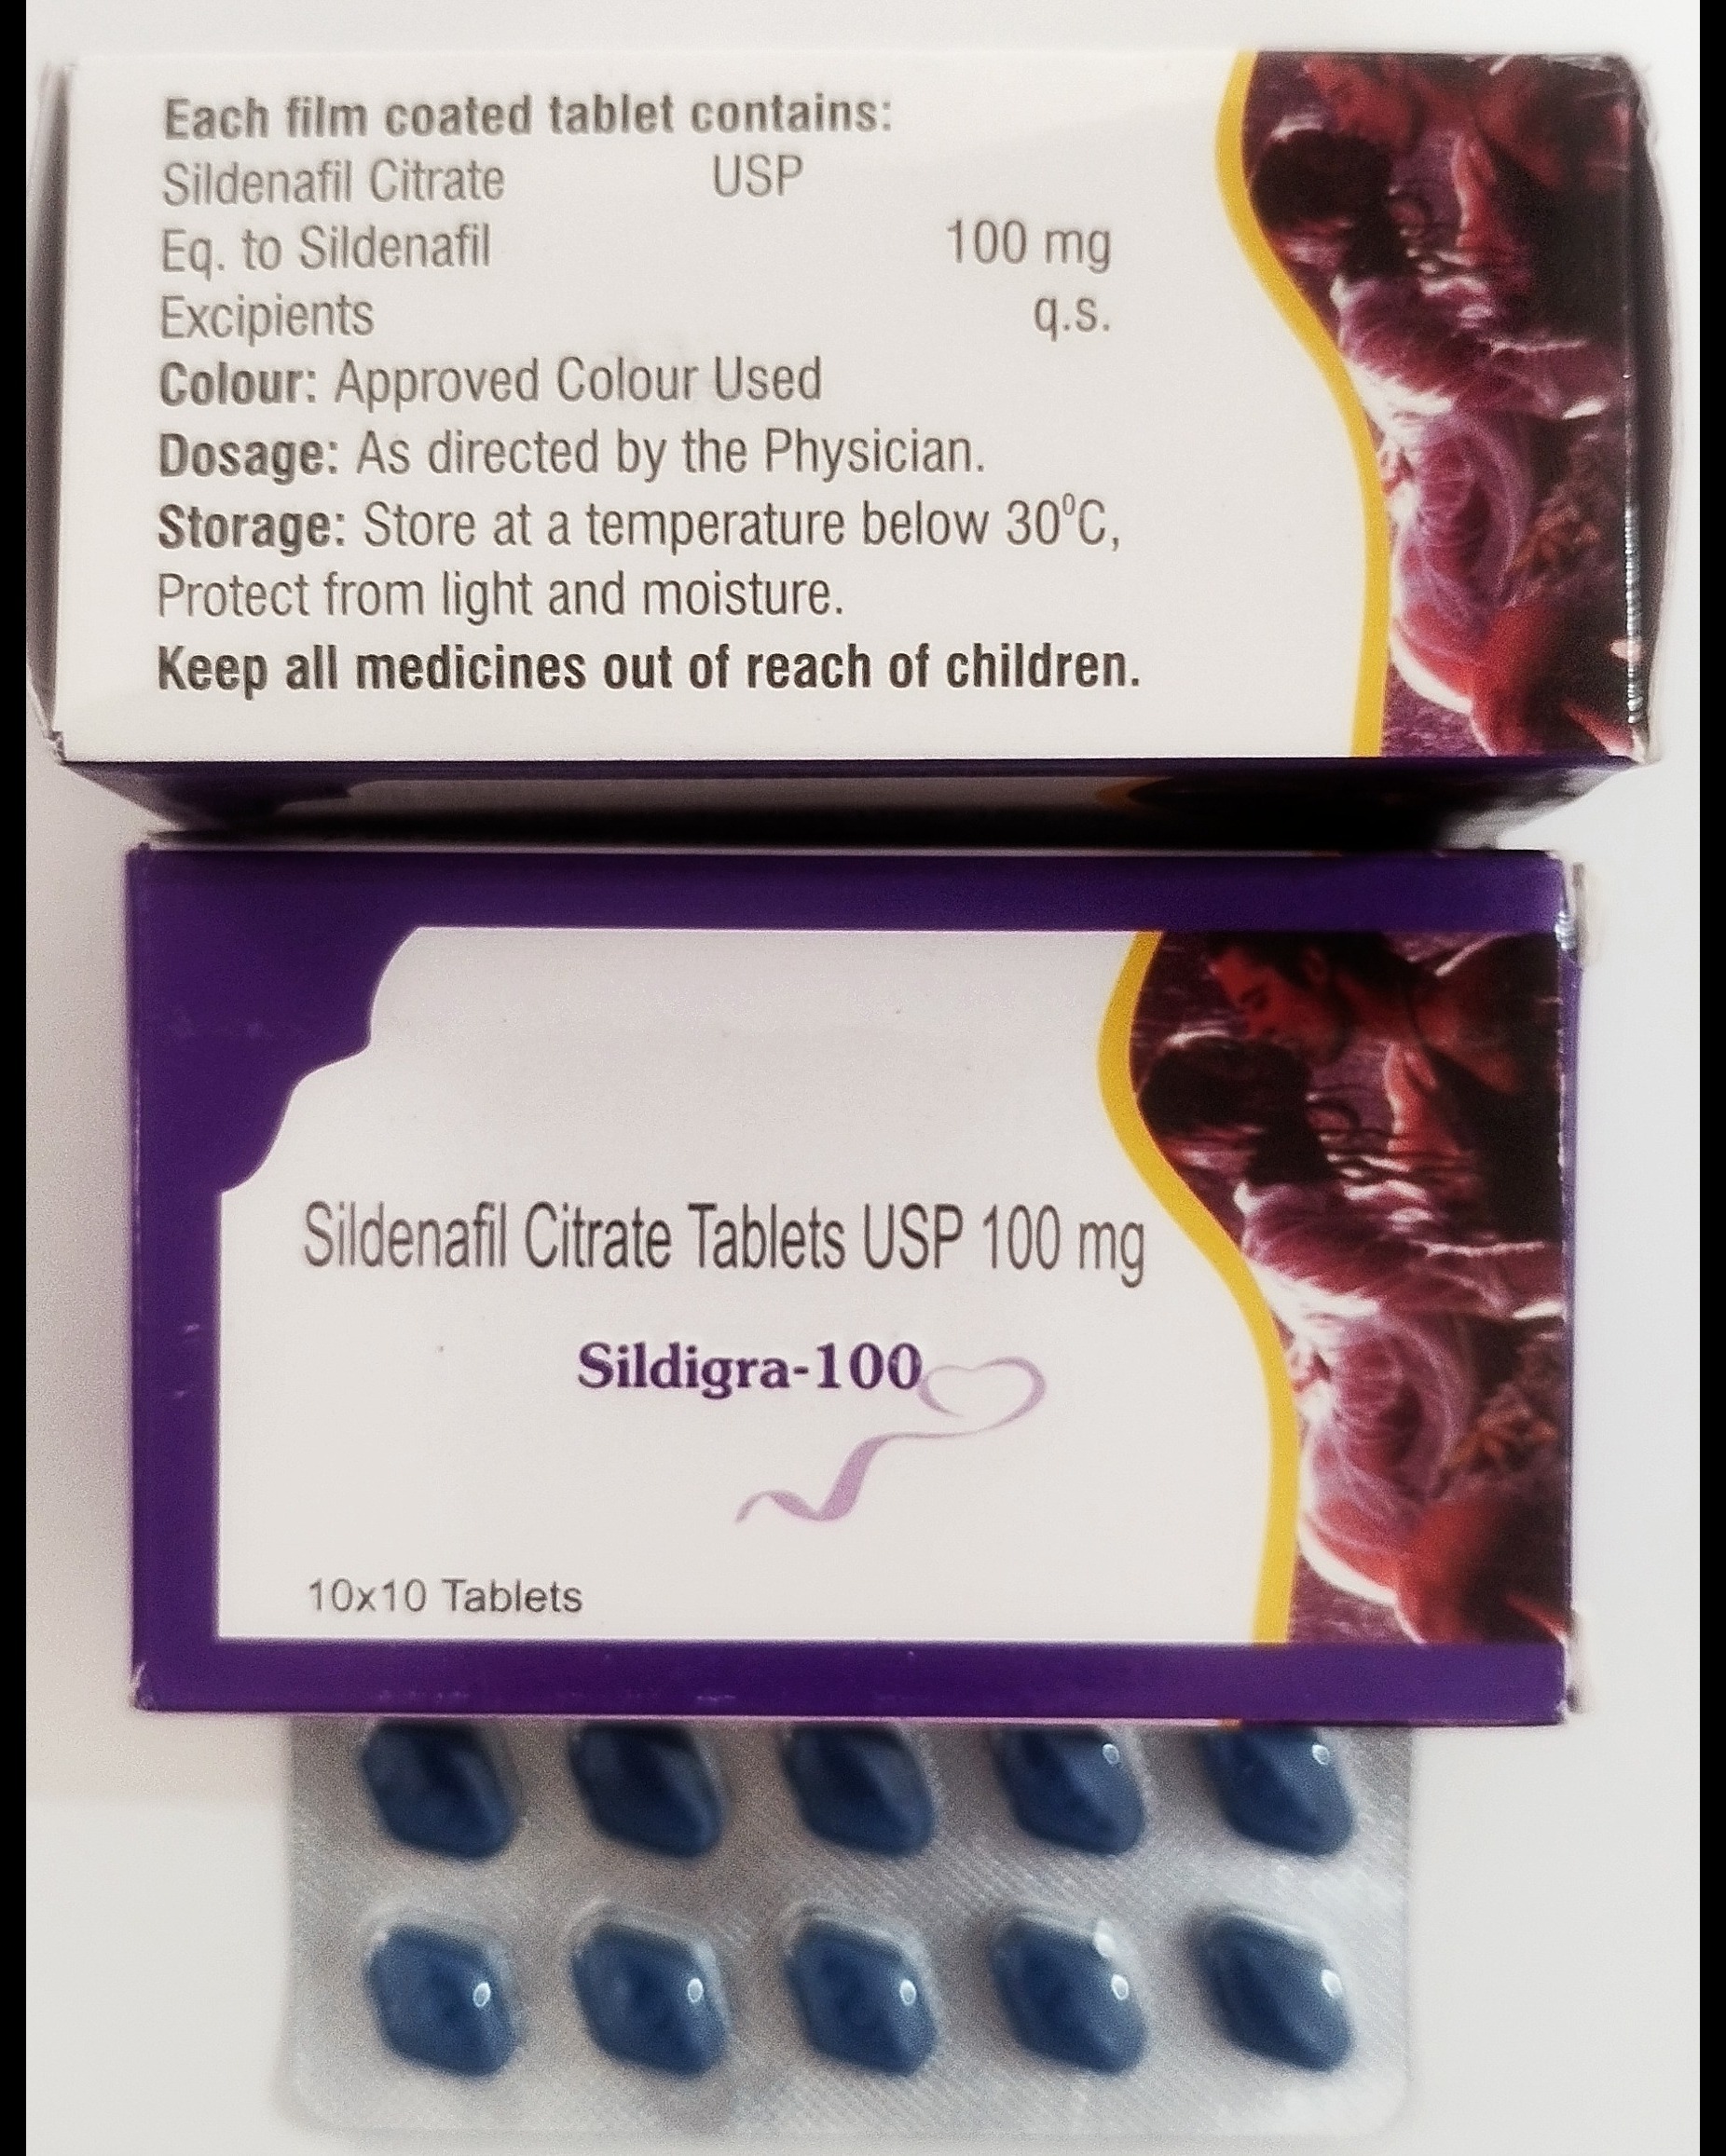 Each film coated tablet contains:
Sildenafil Citrate USP
Eq. to Sildenafil 100 mg
Excipients q.s.
Colour: Approved Colour Used
Dosage: As directed by the Physician.
Storage: Store at a temperature below 30⁰C,
Protect from light and moisture.
Keep all medicines out of reach of children.
Sildenafil Citrate Tablets USP 100 mg
Sildigra-100
10x10 Tablets